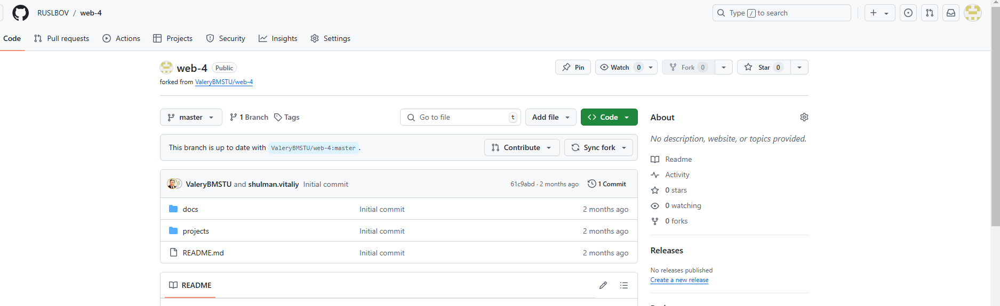 RUSLBOV / web-4
Type / to search
Code Pull requests Actions Projects Security Insights Settings
web-4 Public
Pin Watch 0 Fork 0 Star 0
forked from ValeryBMSTU/web-4
master 1 Branch Tags Go to file t Add file Code
This branch is up to date with ValeryBMSTU/web-4:master . Contribute Sync fork
ValeryBMSTU and shulman.vitaliy Initial commit 61c9abd · 2 months ago 1 Commit
docs Initial commit 2 months ago
projects Initial commit 2 months ago
README.md Initial commit 2 months ago
README
About
No description, website, or topics provided.
Readme
Activity
0 stars
0 watching
0 forks
Releases
No releases published
Create a new release